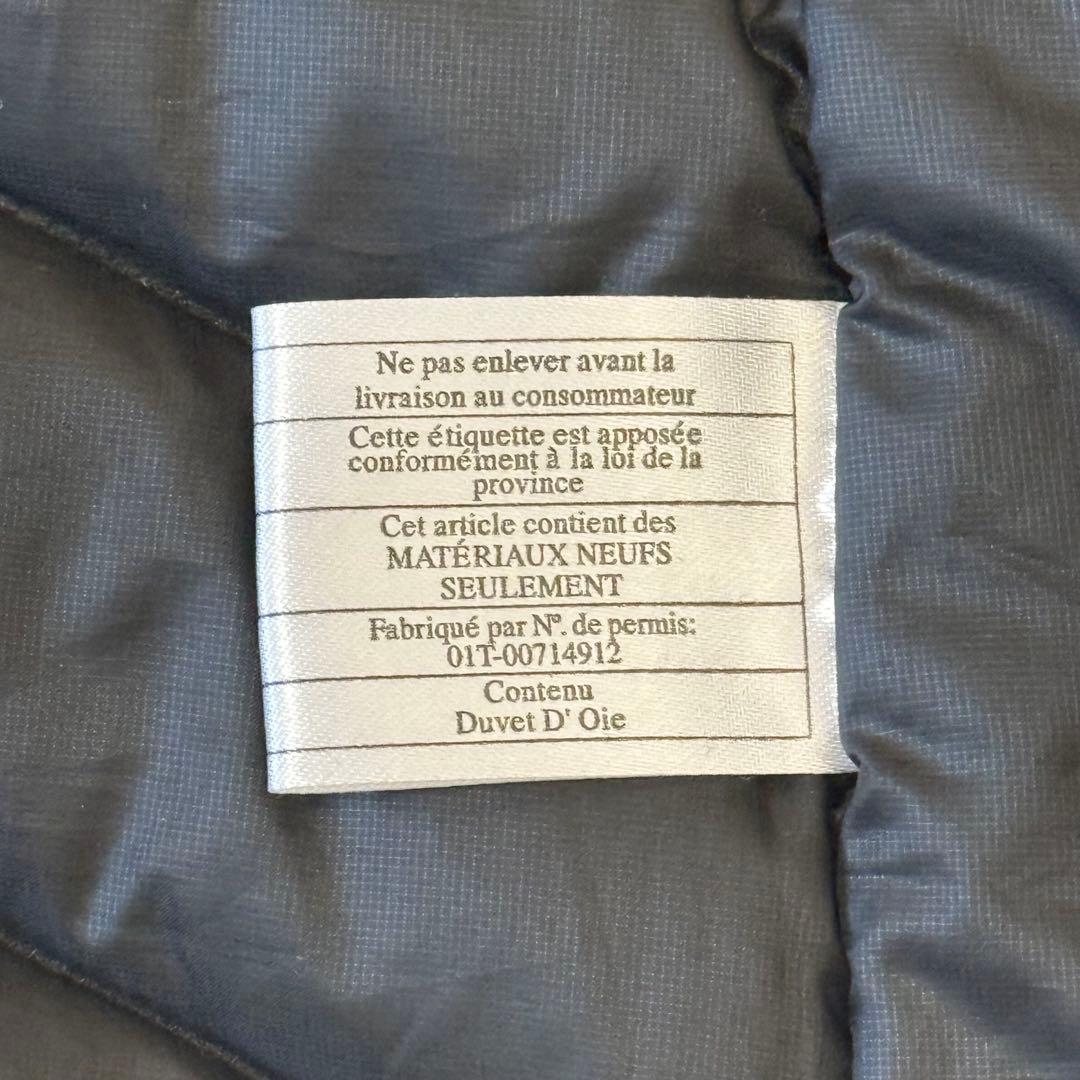 Ne pas enlever avant la
livraison au consommateur
Cette étiquette est apposée
conformément à la loi de la
province
Cet article contient des
MATÉRIAUX NEUFS
SEULEMENT
Fabriqué par Nº. de permis:
01T-00714912
Contenu
Duvet D' Oie